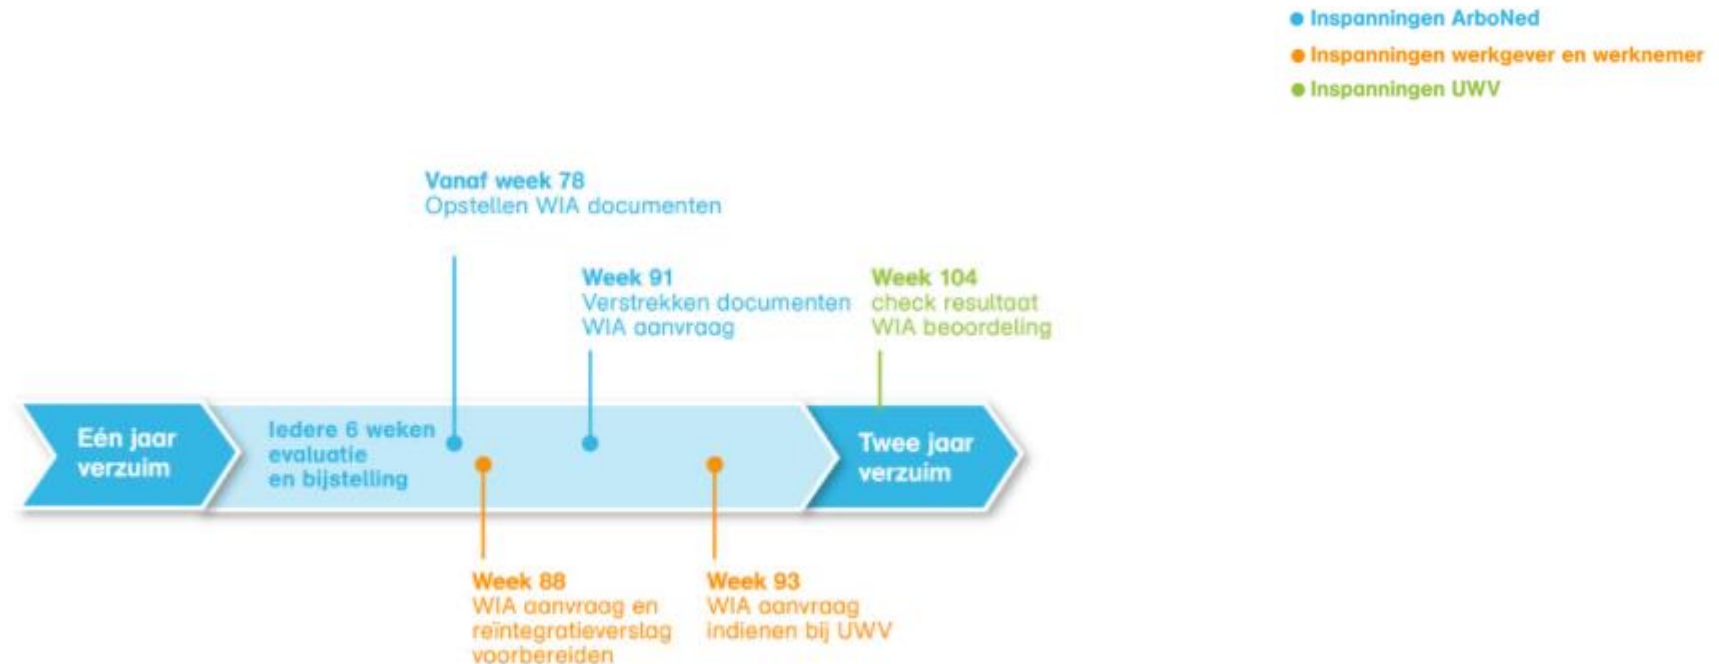 Inspanningen ArboNed
Inspanningen werkgever en werknemer
Inspanningen UWV
Vanaf week 78
Opstellen WIA documenten
Week 91
Verstrekken documenten
WIA aanvraag
Week 104
check resultaat
WIA beoordeling
Eén jaar
verzuim
Iedere 6 weken
evaluatie
en bijstelling
Twee jaar
verzuim
Week 88
WIA aanvraag en
reïntegratieverslag
voorbereiden
Week 93
WIA aanvraag
indienen bij UWV